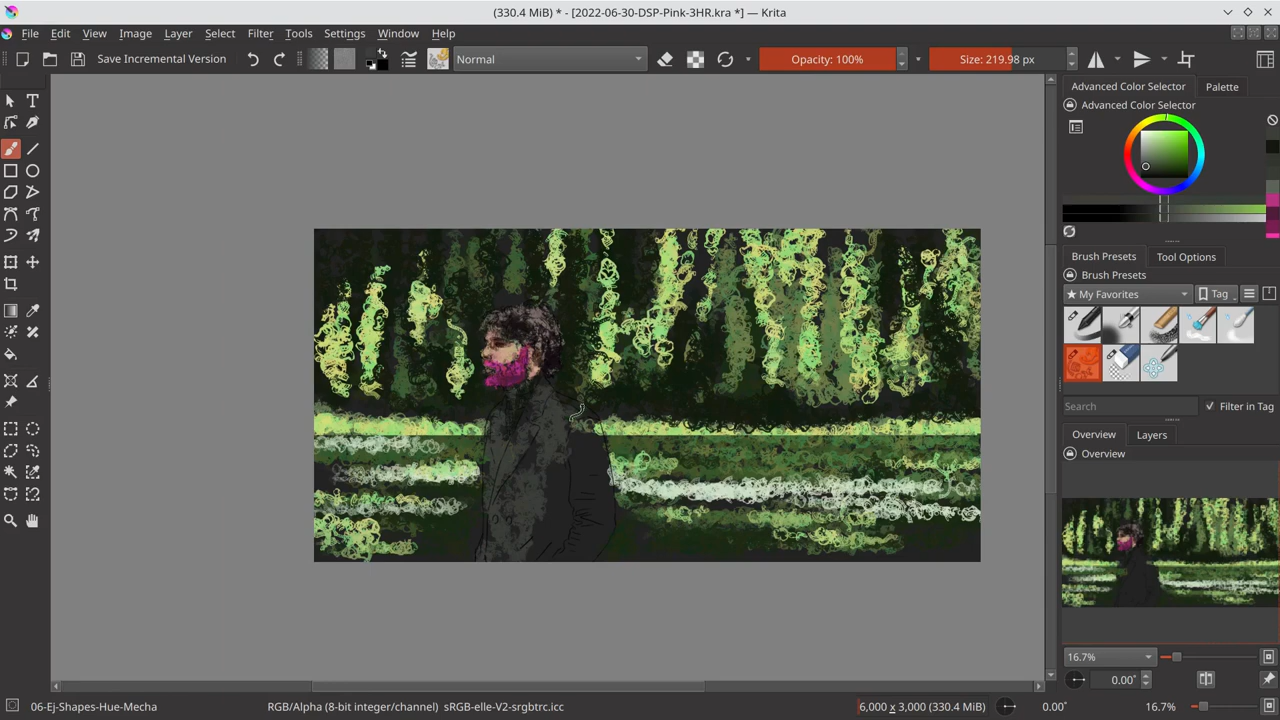 (330.4 MiB) * - [2022-06-30-DSP-Pink-3HR.kra *] — Krita
File Edit View Image Layer Select Filter Tools Settings Window Help
Save Incremental Version Normal Opacity: 100% Size: 219.98 px
Advanced Color Selector Palette
Advanced Color Selector
Brush Presets Tool Options
Brush Presets
★ My Favorites Tag
Search Filter in Tag
Overview Layers
Overview
16.7%
0.00°
06-Ej-Shapes-Hue-Mecha RGB/Alpha (8-bit integer/channel) sRGB-elle-V2-srgbtrc.icc 6,000 x 3,000 (330.4 MiB) 0.00° 16.7%